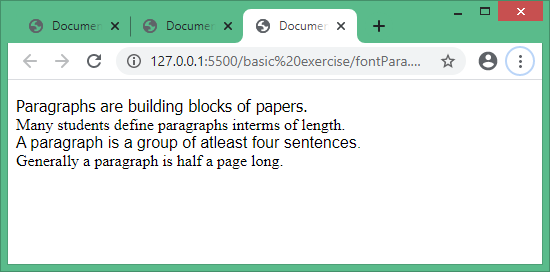 Documen
Documen
Documen
127.0.0.1:5500/basic%20exercise/fontPara....
Paragraphs are building blocks of papers.
Many students define paragraphs interms of length.
A paragraph is a group of atleast four sentences.
Generally a paragraph is half a page long.